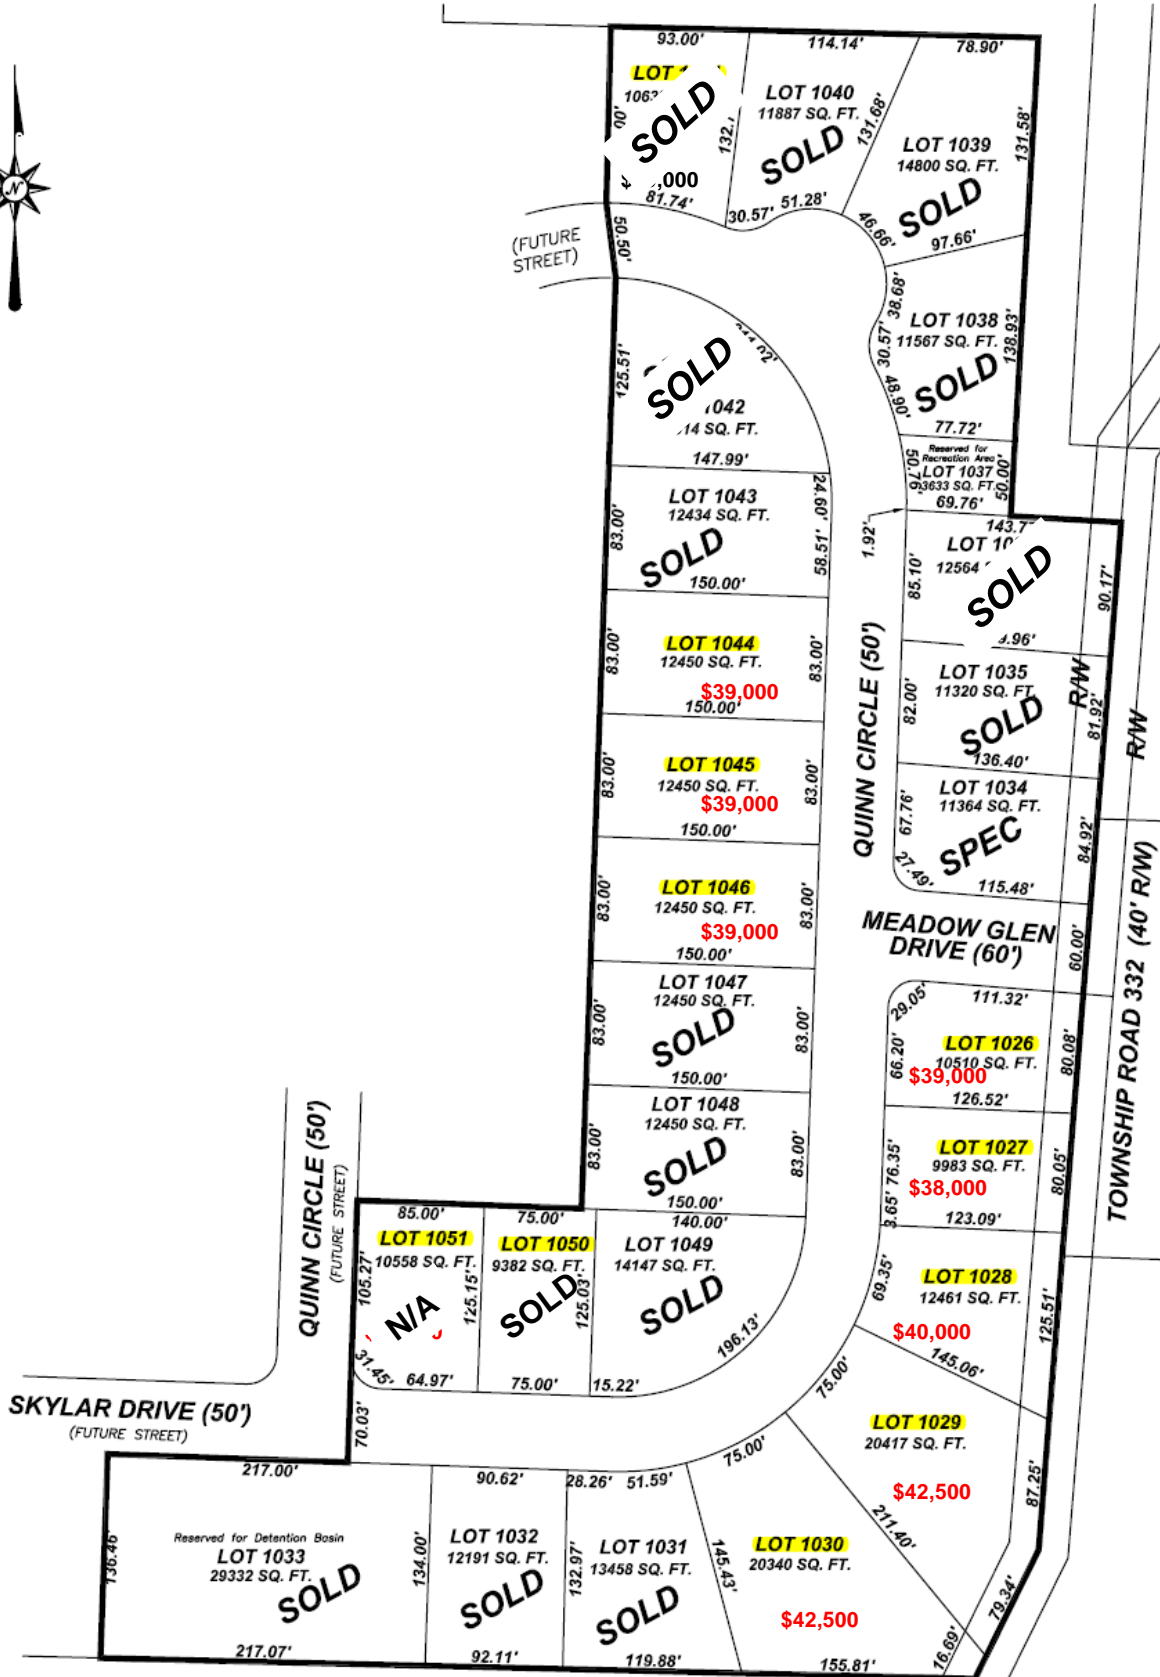 93.00'
114.14'
78.90'
LOT
SOLD
,000
81.74'
LOT 1040
11887 SQ. FT.
SOLD
131.68'
30.57'
51.28'
LOT 1039
14800 SQ. FT.
SOLD
131.58'
46.66'
97.66'
N
(FUTURE
STREET)
50.50'
38.68'
30.57'
48.90'
LOT 1038
11567 SQ. FT.
SOLD
138.93'
77.72'
125.51'
SOLD
1042
14 SQ. FT.
147.99'
50.76'
Reserved for
Recreation Area
LOT 1037
3633 SQ. FT.
50.00'
69.76'
LOT 1043
12434 SQ. FT.
SOLD
83.00'
24.60'
58.51'
150.00'
1.92'
143.7
LOT 10
12564
SOLD
85.10'
90.17'
9.96'
LOT 1044
12450 SQ. FT.
$39,000
83.00'
83.00'
150.00'
QUINN CIRCLE (50')
LOT 1035
11320 SQ. FT.
SOLD
82.00'
81.92'
136.40'
R/W
R/W
LOT 1045
12450 SQ. FT.
$39,000
83.00'
83.00'
150.00'
LOT 1034
11364 SQ. FT.
SPEC
67.76'
84.92'
27.49'
115.48'
LOT 1046
12450 SQ. FT.
$39,000
83.00'
83.00'
150.00'
MEADOW GLEN
DRIVE (60')
60.00'
TOWNSHIP ROAD 332 (40' R/W)
LOT 1047
12450 SQ. FT.
SOLD
83.00'
83.00'
150.00'
29.05'
111.32'
66.20'
LOT 1026
10510 SQ. FT.
$39,000
80.08'
126.52'
LOT 1048
12450 SQ. FT.
SOLD
83.00'
83.00'
150.00'
76.35'
3.65'
LOT 1027
9983 SQ. FT.
$38,000
80.05'
123.09'
QUINN CIRCLE (50')
(FUTURE STREET)
85.00'
LOT 1051
10558 SQ. FT.
N/A
105.27'
125.15'
31.45'
64.97'
75.00'
LOT 1050
9382 SQ. FT.
SOLD
125.03'
75.00'
140.00'
LOT 1049
14147 SQ. FT.
SOLD
196.13'
15.22'
69.35'
LOT 1028
12461 SQ. FT.
$40,000
125.51'
145.06'
75.00'
SKYLAR DRIVE (50')
(FUTURE STREET)
70.03'
75.00'
LOT 1029
20417 SQ. FT.
$42,500
87.25'
211.40'
79.34'
217.00'
136.46'
Reserved for Detention Basin
LOT 1033
29332 SQ. FT.
SOLD
134.00'
217.07'
90.62'
LOT 1032
12191 SQ. FT.
SOLD
132.97'
92.11'
28.26'
51.59'
LOT 1031
13458 SQ. FT.
SOLD
145.43'
119.88'
LOT 1030
20340 SQ. FT.
$42,500
155.81'
16.69'